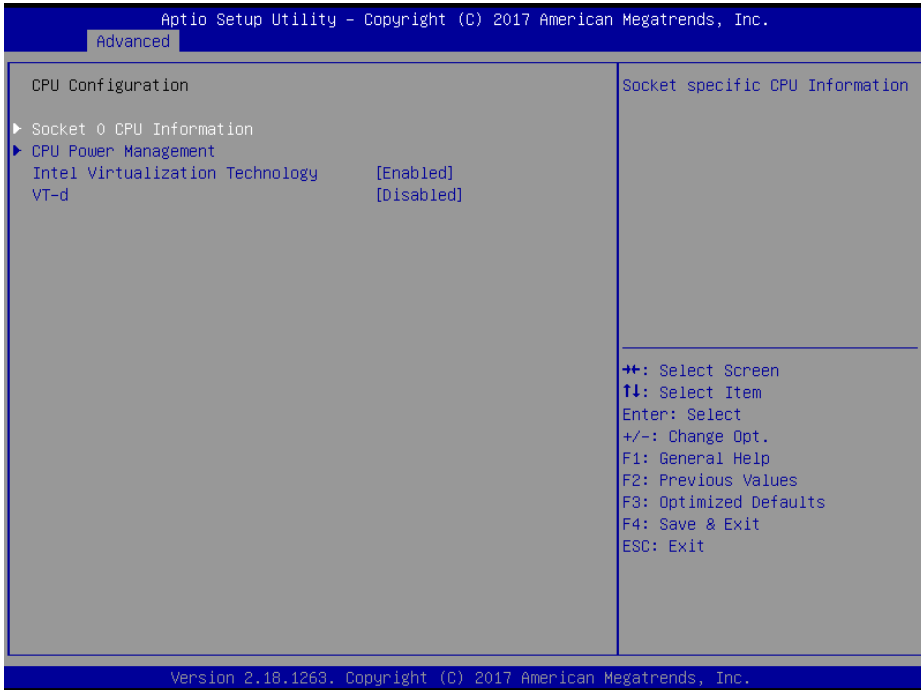 Aptio Setup Utility – Copyright (C) 2017 American Megatrends, Inc.
Advanced
CPU Configuration
Socket 0 CPU Information
CPU Power Management
Intel Virtualization Technology [Enabled]
VT-d [Disabled]
Socket specific CPU Information
→←: Select Screen
↑↓: Select Item
Enter: Select
+/-: Change Opt.
F1: General Help
F2: Previous Values
F3: Optimized Defaults
F4: Save & Exit
ESC: Exit
Version 2.18.1263. Copyright (C) 2017 American Megatrends, Inc.